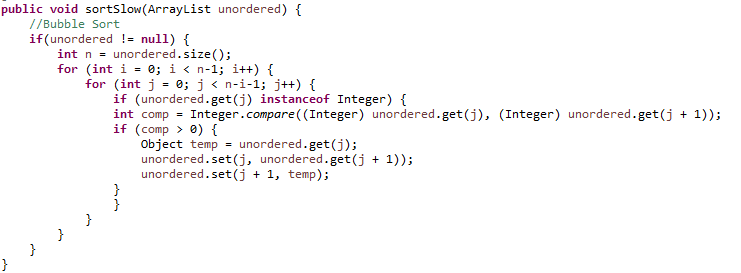 public void sortSlow(ArrayList unordered) {
    //Bubble Sort
    if(unordered != null) {
        int n = unordered.size();
        for (int i = 0; i < n-1; i++) {
            for (int j = 0; j < n-i-1; j++) {
                if (unordered.get(j) instanceof Integer) {
                int comp = Integer.compare((Integer) unordered.get(j), (Integer) unordered.get(j + 1));
                if (comp > 0) {
                    Object temp = unordered.get(j);
                    unordered.set(j, unordered.get(j + 1));
                    unordered.set(j + 1, temp);
                }
                }
            }
        }
    }
}